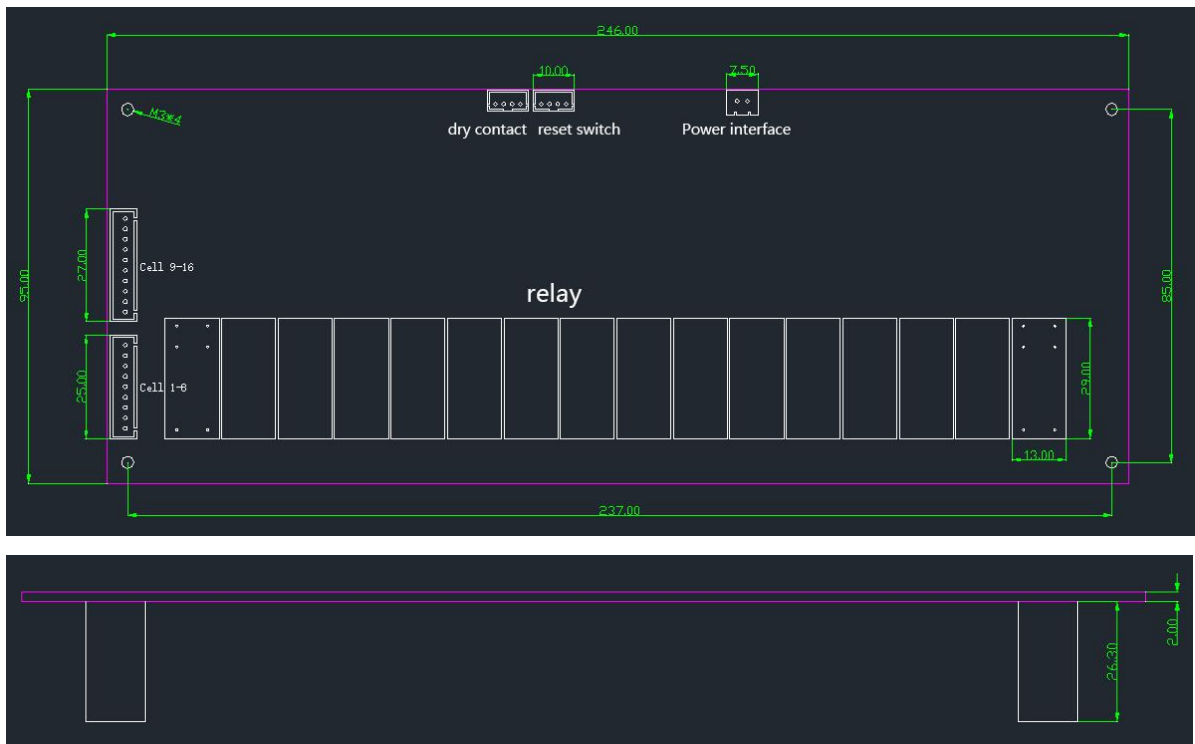 246.00
10.00
7.50
M3*4
dry contact
reset switch
Power interface
95.00
85.00
27.00
Cell 9-16
relay
25.00
Cell 1-8
29.00
13.00
237.00
2.00
26.30